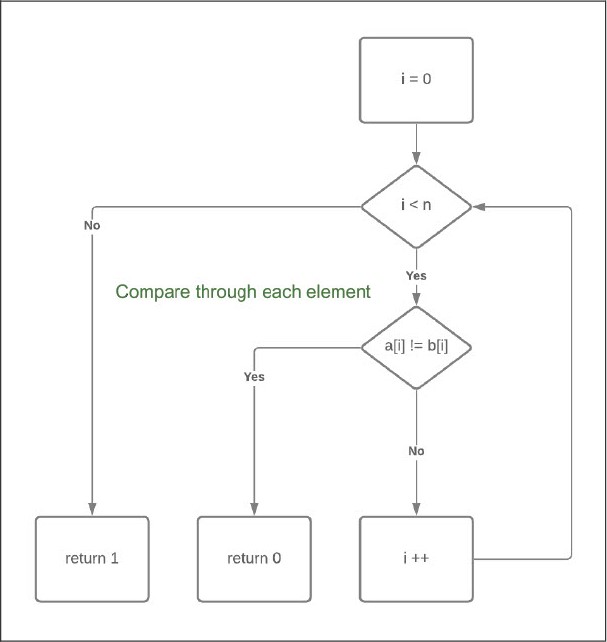 i = 0
i < n
No
Yes
Compare through each element
a[i] != b[i]
Yes
No
return 1
return 0
i ++